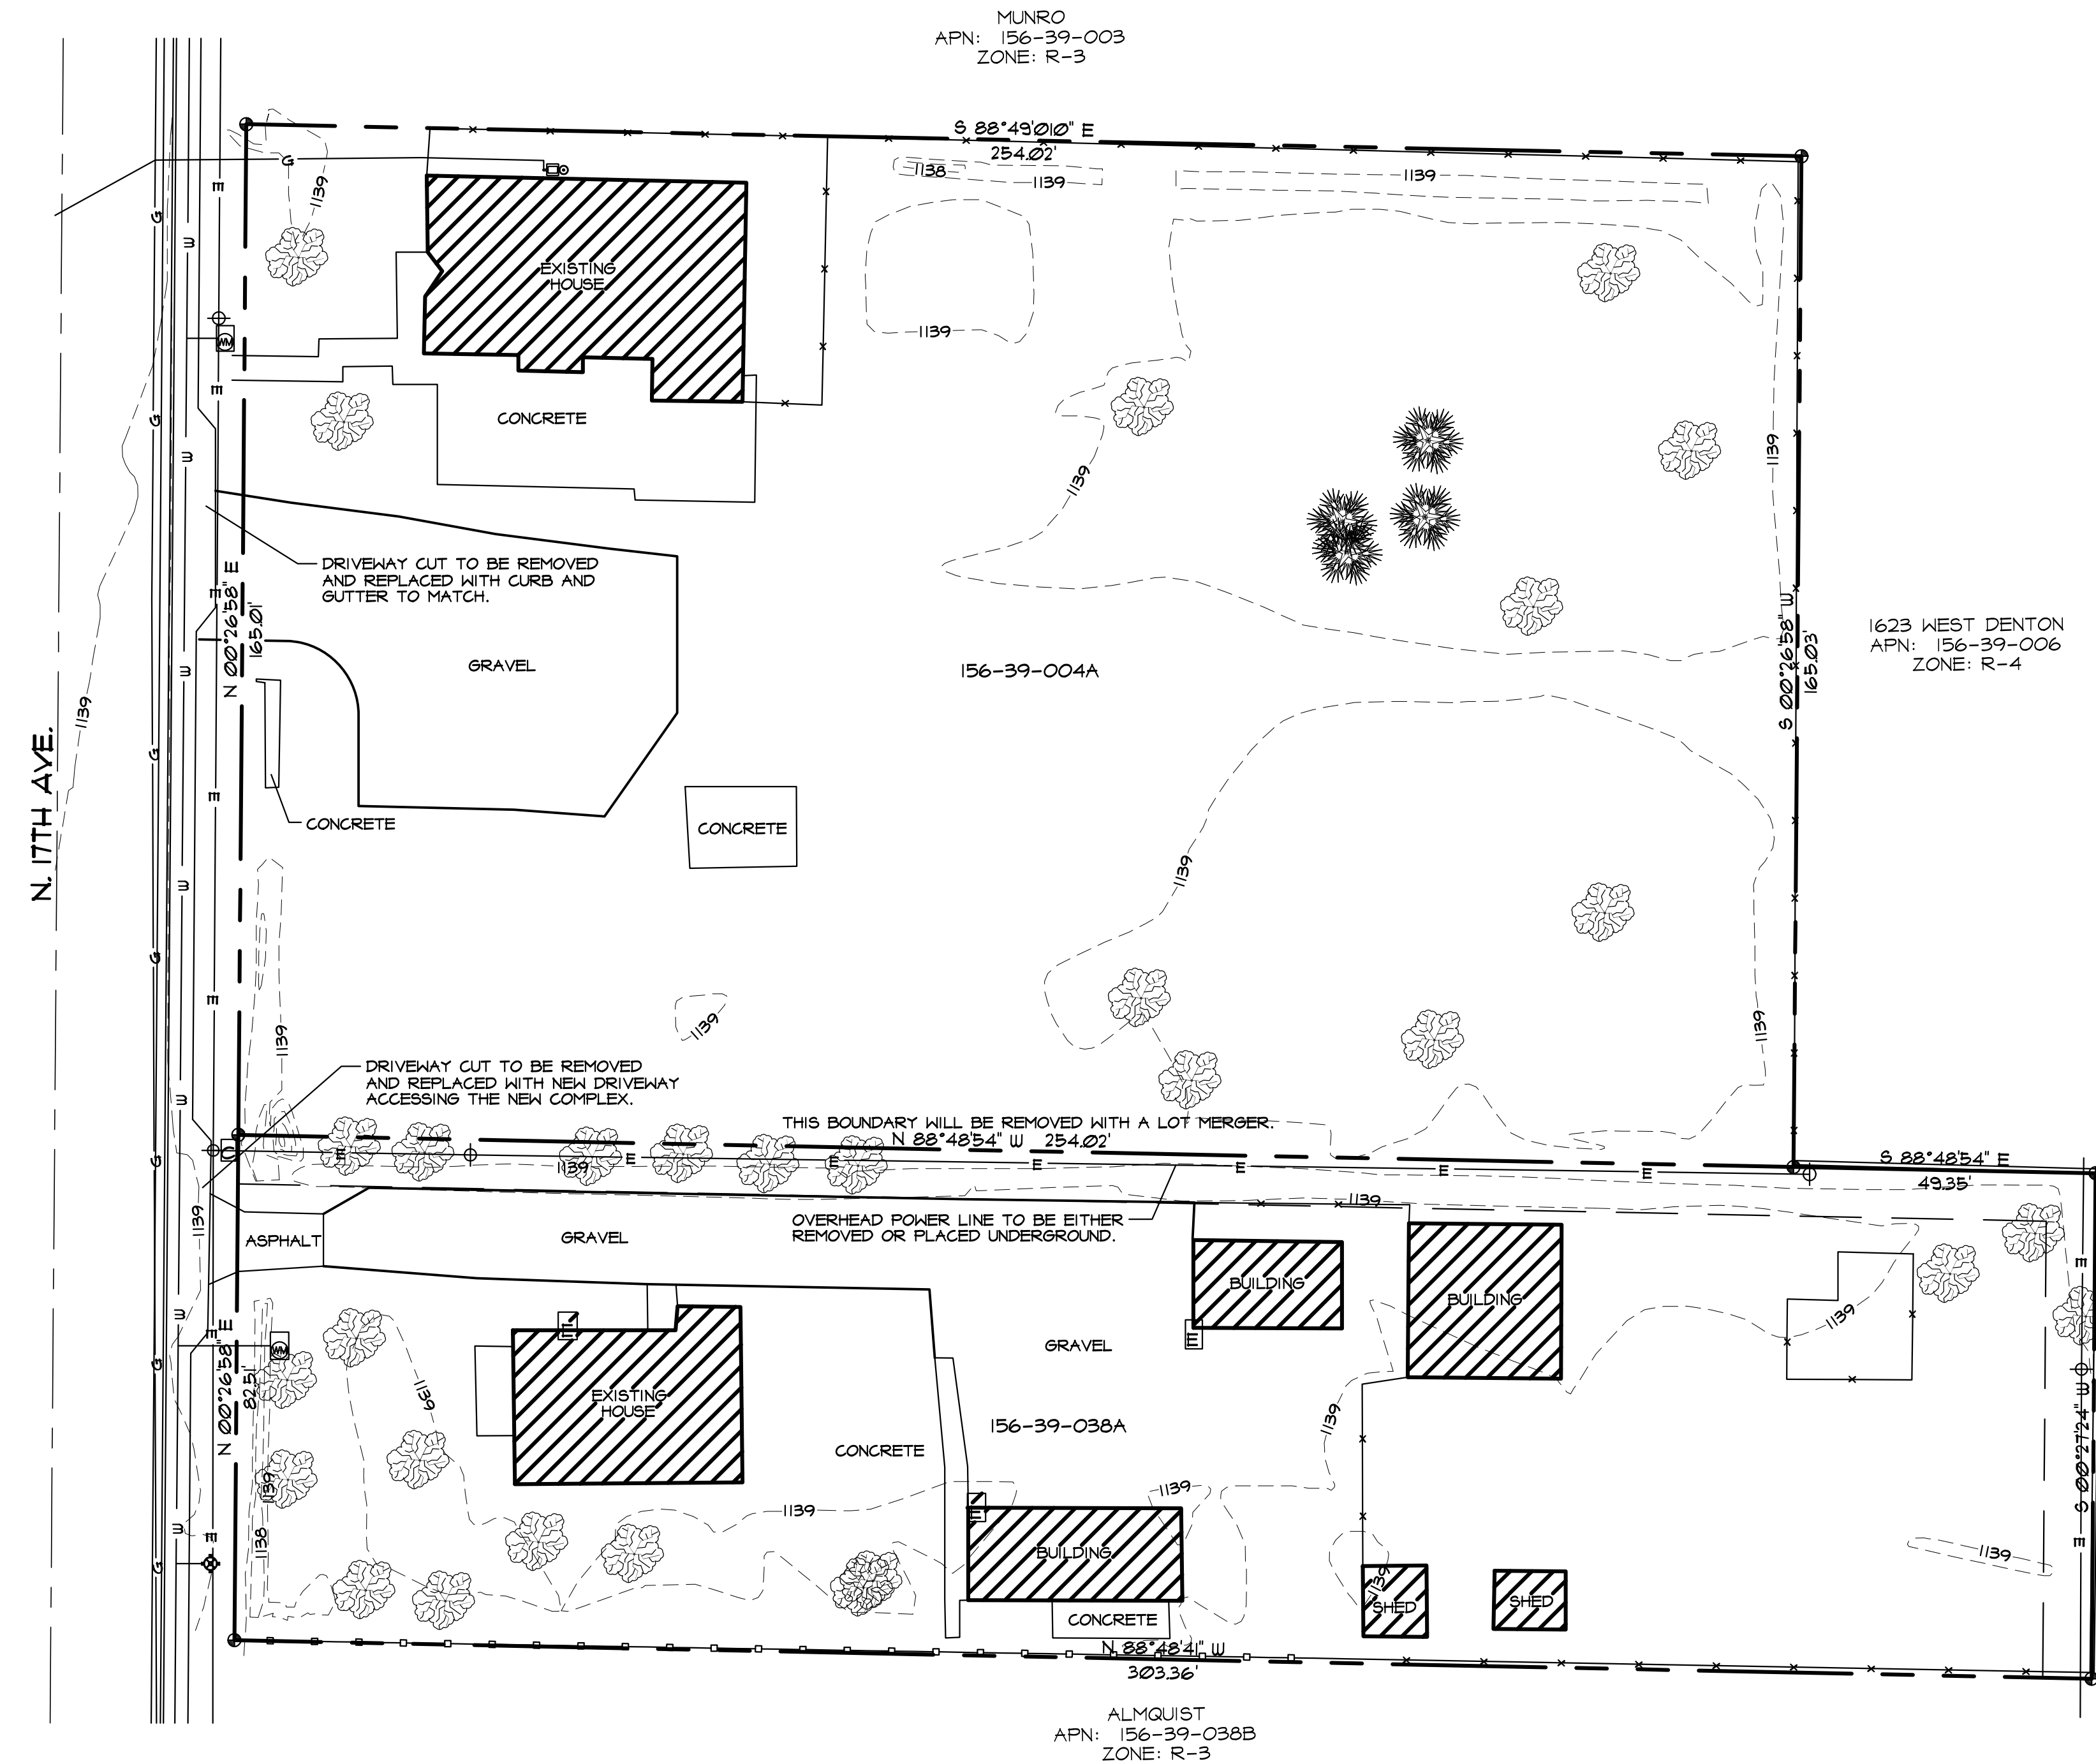 MUNRO
APN: 156-39-003
ZONE: R-3
S 88°49'010" E
254.02'
G
1139
1138
1139
1139
E
G
W
EXISTING
HOUSE
1139
WM
E
G
CONCRETE
W
1139
1139
DRIVEWAY CUT TO BE REMOVED
AND REPLACED WITH CURB AND
GUTTER TO MATCH.
E
N 00°26'58" E
165.01'
GRAVEL
156-39-004A
S 00°26'58" W
165.03'
1623 WEST DENTON
APN: 156-39-006
ZONE: R-4
W
1139
N. 17TH AVE.
G
E
CONCRETE
CONCRETE
1139
W
G
E
1139
1139
1139
DRIVEWAY CUT TO BE REMOVED
AND REPLACED WITH NEW DRIVEWAY
ACCESSING THE NEW COMPLEX.
W
THIS BOUNDARY WILL BE REMOVED WITH A LOT MERGER.
N 88°48'54" W 254.02'
G
E
1139
E
E
E
E
E
E
S 88°48'54" E
49.35'
1139
1139
OVERHEAD POWER LINE TO BE EITHER
REMOVED OR PLACED UNDERGROUND.
ASPHALT
GRAVEL
E
BUILDING
BUILDING
1139
W
E
WM
E
GRAVEL
E
G
N 00°26'58" E
82.51'
1139
EXISTING
HOUSE
156-39-038A
1139
CONCRETE
S 00°27'24" W
1139
1139
1139
W
E
1138
E
E
G
BUILDING
1139
1139
SHED
SHED
CONCRETE
N 88°48'41" W
303.36'
ALMQUIST
APN: 156-39-038B
ZONE: R-3